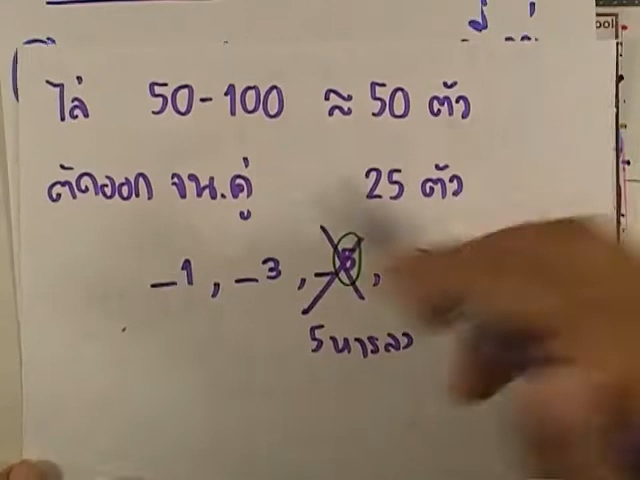 ไล่ 50-100 ≈ 50 ตัว
ตัดออก จน.คู่ 25 ตัว
_1, _3, _5,
5 หารลง